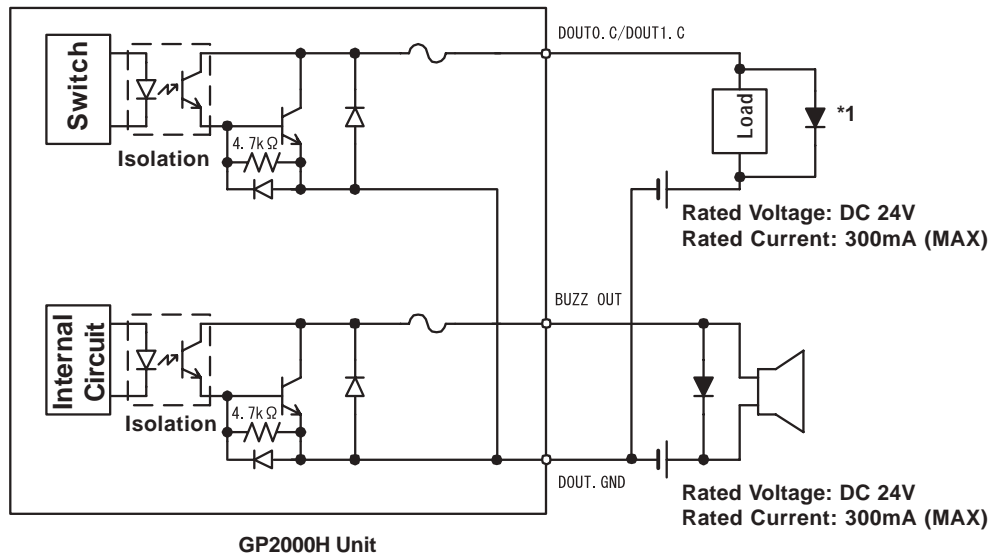 DOUT0.C/DOUT1.C
Switch
Isolation
4.7kΩ
Load
*1
Rated Voltage: DC 24V
Rated Current: 300mA (MAX)
BUZZ OUT
Internal
Circuit
Isolation
4.7kΩ
DOUT.GND
Rated Voltage: DC 24V
Rated Current: 300mA (MAX)
GP2000H Unit